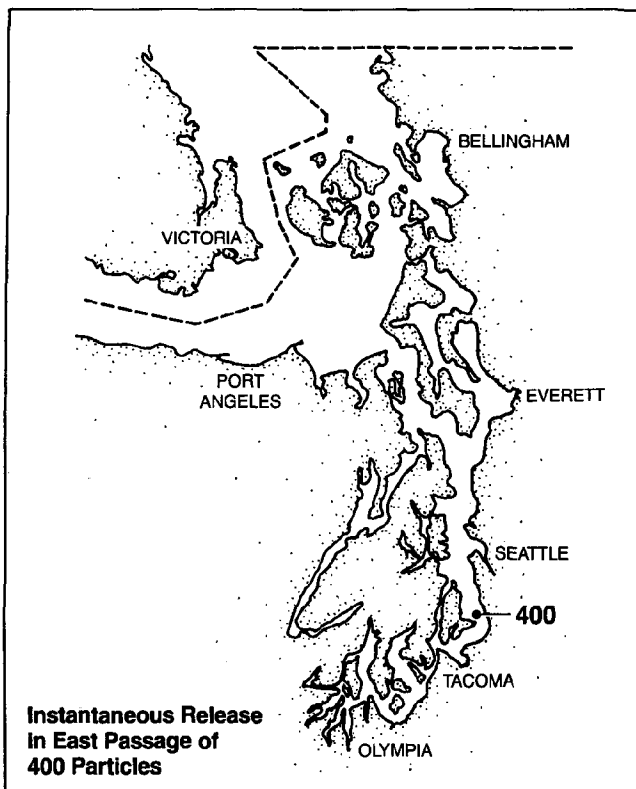 BELLINGHAM
VICTORIA
PORT
ANGELES
EVERETT
SEATTLE
400
TACOMA
OLYMPIA
Instantaneous Release
In East Passage of
400 Particles